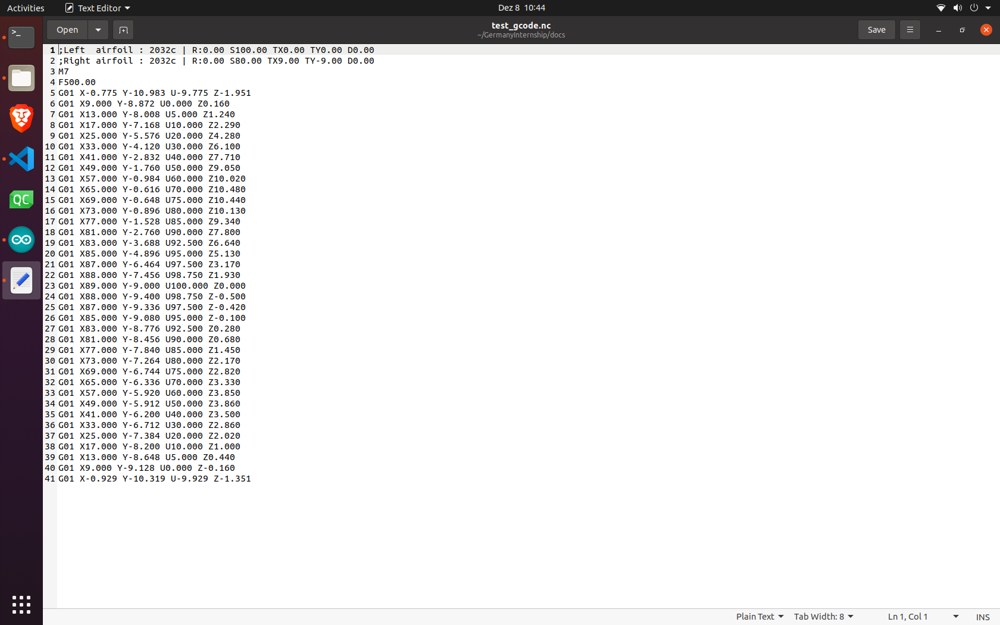 Activities Text Editor Dez 8 10:44
Open test_gcode.nc Save
~/GermanyInternship/docs
>_
QC
1 ;Left  airfoil : 2032c | R:0.00 S100.00 TX0.00 TY0.00 D0.00
2 ;Right airfoil : 2032c | R:0.00 S80.00 TX9.00 TY-9.00 D0.00
3 M7
4 F500.00
5 G01 X-0.775 Y-10.983 U-9.775 Z-1.951
6 G01 X9.000 Y-8.872 U0.000 Z0.160
7 G01 X13.000 Y-8.008 U5.000 Z1.240
8 G01 X17.000 Y-7.168 U10.000 Z2.290
9 G01 X25.000 Y-5.576 U20.000 Z4.280
10 G01 X33.000 Y-4.120 U30.000 Z6.100
11 G01 X41.000 Y-2.832 U40.000 Z7.710
12 G01 X49.000 Y-1.760 U50.000 Z9.050
13 G01 X57.000 Y-0.984 U60.000 Z10.020
14 G01 X65.000 Y-0.616 U70.000 Z10.480
15 G01 X69.000 Y-0.648 U75.000 Z10.440
16 G01 X73.000 Y-0.896 U80.000 Z10.130
17 G01 X77.000 Y-1.528 U85.000 Z9.340
18 G01 X81.000 Y-2.760 U90.000 Z7.800
19 G01 X83.000 Y-3.688 U92.500 Z6.640
20 G01 X85.000 Y-4.896 U95.000 Z5.130
21 G01 X87.000 Y-6.464 U97.500 Z3.170
22 G01 X88.000 Y-7.456 U98.750 Z1.930
23 G01 X89.000 Y-9.000 U100.000 Z0.000
24 G01 X88.000 Y-9.400 U98.750 Z-0.500
25 G01 X87.000 Y-9.336 U97.500 Z-0.420
26 G01 X85.000 Y-9.080 U95.000 Z-0.100
27 G01 X83.000 Y-8.776 U92.500 Z0.280
28 G01 X81.000 Y-8.456 U90.000 Z0.680
29 G01 X77.000 Y-7.840 U85.000 Z1.450
30 G01 X73.000 Y-7.264 U80.000 Z2.170
31 G01 X69.000 Y-6.744 U75.000 Z2.820
32 G01 X65.000 Y-6.336 U70.000 Z3.330
33 G01 X57.000 Y-5.920 U60.000 Z3.850
34 G01 X49.000 Y-5.912 U50.000 Z3.860
35 G01 X41.000 Y-6.200 U40.000 Z3.500
36 G01 X33.000 Y-6.712 U30.000 Z2.860
37 G01 X25.000 Y-7.384 U20.000 Z2.020
38 G01 X17.000 Y-8.200 U10.000 Z1.000
39 G01 X13.000 Y-8.648 U5.000 Z0.440
40 G01 X9.000 Y-9.128 U0.000 Z-0.160
41 G01 X-0.929 Y-10.319 U-9.929 Z-1.351
Plain Text Tab Width: 8 Ln 1, Col 1 INS